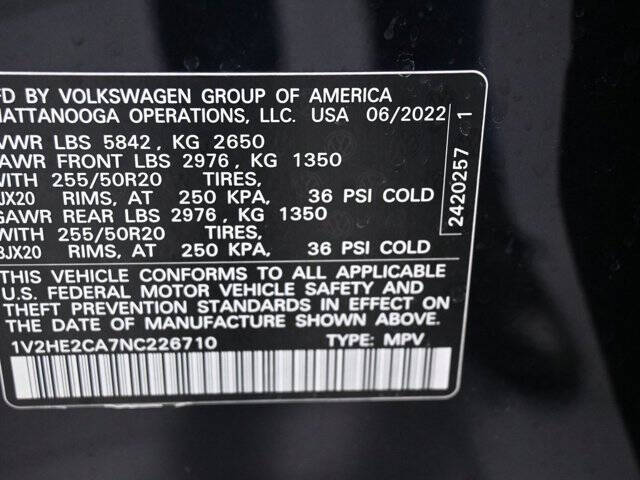 FD BY VOLKSWAGEN GROUP OF AMERICA
HATTANOOGA OPERATIONS, LLC. USA 06/2022
VWR LBS 5842, KG 2650
AWR FRONT LBS 2976, KG 1350
WITH 255/50R20 TIRES,
JX20 RIMS, AT 250 KPA, 36 PSI COLD
GAWR REAR LBS 2976, KG 1350
WITH 255/50R20 TIRES,
8JX20 RIMS, AT 250 KPA, 36 PSI COLD
THIS VEHICLE CONFORMS TO ALL APPLICABLE
U.S. FEDERAL MOTOR VEHICLE SAFETY AND
THEFT PREVENTION STANDARDS IN EFFECT ON
THE DATE OF MANUFACTURE SHOWN ABOVE.
1V2HE2CA7NC226710 TYPE: MPV
2420257 1